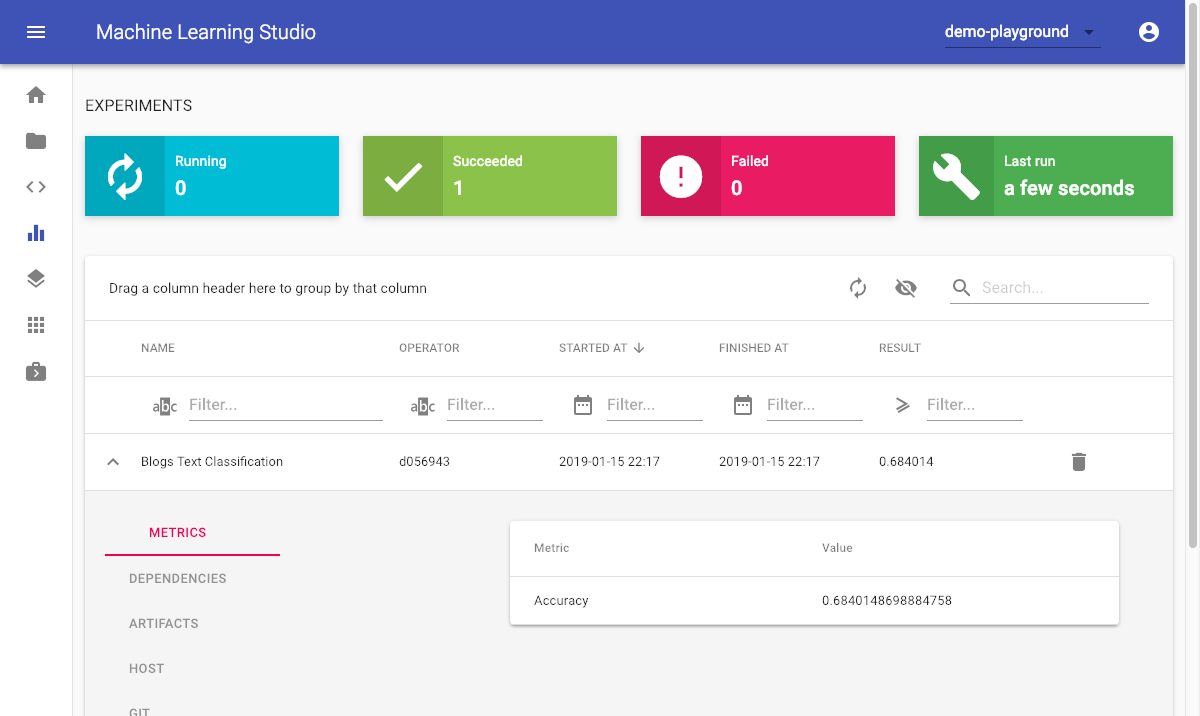 Machine Learning Studio
demo-playground
EXPERIMENTS
Running
0
Succeeded
1
Failed
0
Last run
a few seconds
Drag a column header here to group by that column
Search...
NAME OPERATOR STARTED AT FINISHED AT RESULT
abc Filter... abc Filter... Filter... Filter... Filter...
Blogs Text Classification d056943 2019-01-15 22:17 2019-01-15 22:17 0.684014
METRICS
DEPENDENCIES
ARTIFACTS
HOST
GIT
Metric Value
Accuracy 0.6840148698884758